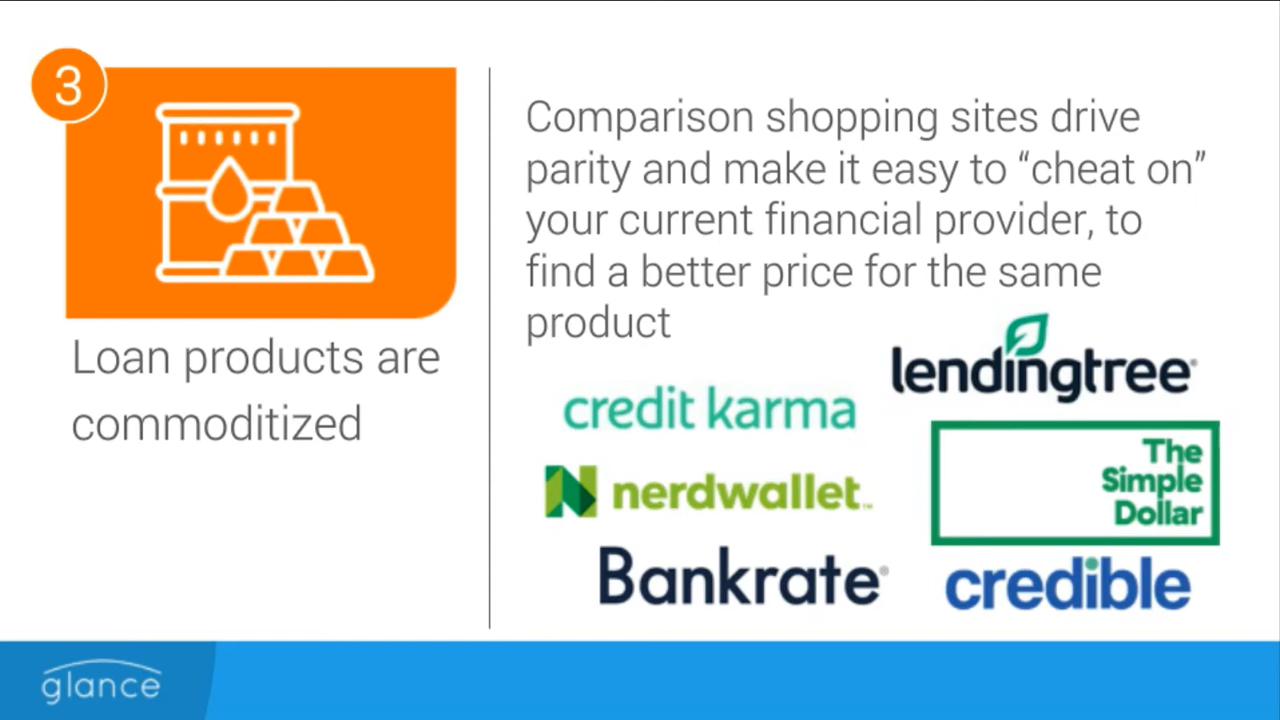 3
Loan products are
commoditized
Comparison shopping sites drive
parity and make it easy to “cheat on”
your current financial provider, to
find a better price for the same
product
lendingtree®
credit karma
nerdwallet™
The
Simple
Dollar
Bankrate®
credible
glance